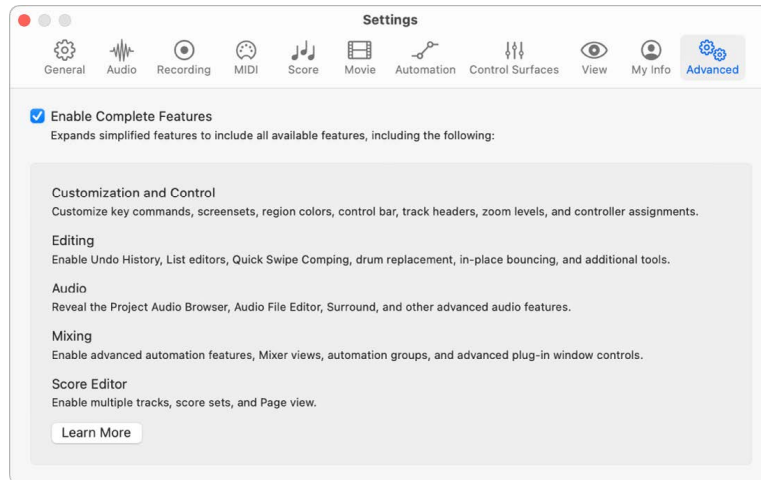 Settings
General Audio Recording MIDI Score Movie Automation Control Surfaces View My Info Advanced
Enable Complete Features
Expands simplified features to include all available features, including the following:
Customization and Control
Customize key commands, screensets, region colors, control bar, track headers, zoom levels, and controller assignments.
Editing
Enable Undo History, List editors, Quick Swipe Comping, drum replacement, in-place bouncing, and additional tools.
Audio
Reveal the Project Audio Browser, Audio File Editor, Surround, and other advanced audio features.
Mixing
Enable advanced automation features, Mixer views, automation groups, and advanced plug-in window controls.
Score Editor
Enable multiple tracks, score sets, and Page view.
Learn More